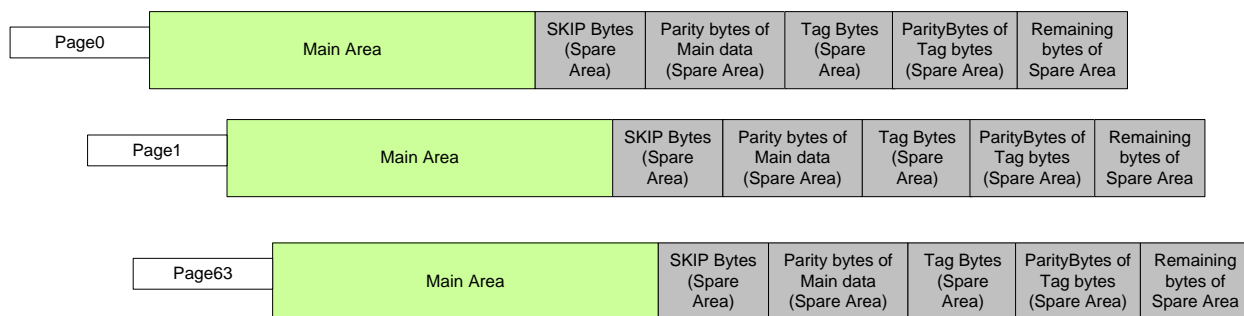 Page0
Main Area
SKIP Bytes
(Spare
Area)
Parity bytes of
Main data
(Spare Area)
Tag Bytes
(Spare
Area)
ParityBytes of
Tag bytes
(Spare Area)
Remaining
bytes of
Spare Area
Page1
Main Area
SKIP Bytes
(Spare
Area)
Parity bytes of
Main data
(Spare Area)
Tag Bytes
(Spare
Area)
ParityBytes of
Tag bytes
(Spare Area)
Remaining
bytes of
Spare Area
Page63
Main Area
SKIP Bytes
(Spare
Area)
Parity bytes of
Main data
(Spare Area)
Tag Bytes
(Spare
Area)
ParityBytes of
Tag bytes
(Spare Area)
Remaining
bytes of
Spare Area